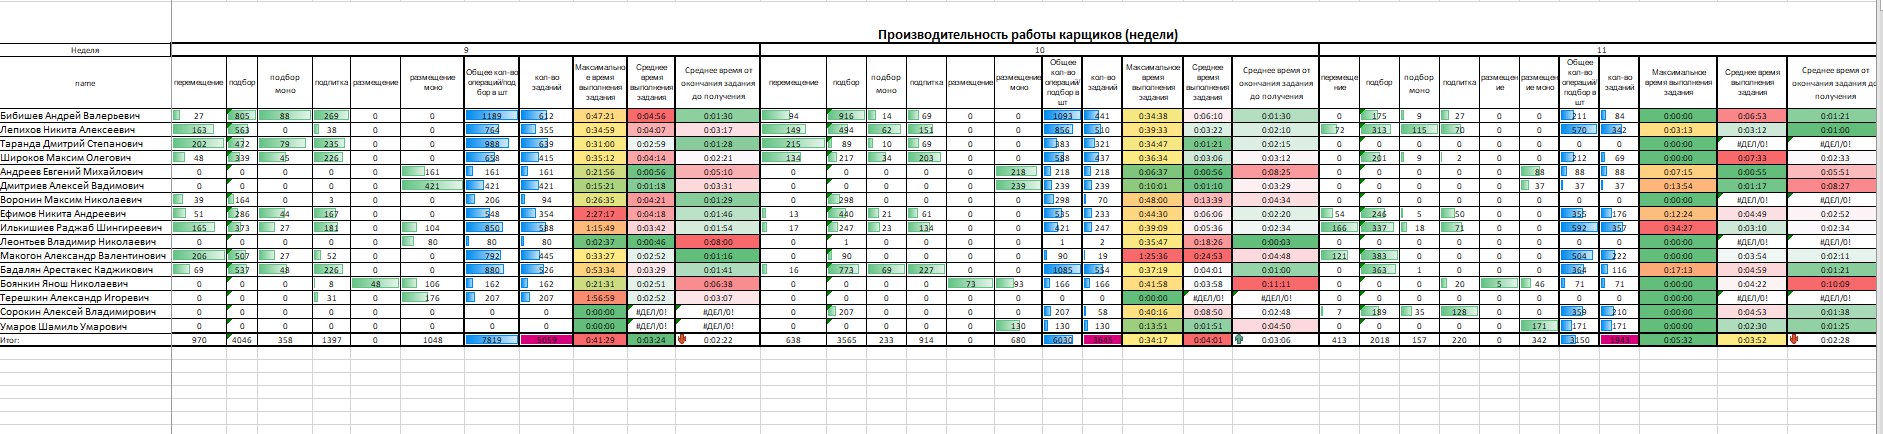 Производительность работы карщиков (недели)
Неделя 9 10 11
name перемещение подбор подбор моно подпитка размещение размещение моно Общее кол-во операций/подбор в шт кол-во заданий Максимальное время выполнения задания Среднее время выполнения задания Среднее время от окончания задания до получения перемещение подбор подбор моно подпитка размещение размещение моно Общее кол-во операций/подбор в шт кол-во заданий Максимальное время выполнения задания Среднее время выполнения задания Среднее время от окончания задания до получения перемещение подбор подбор моно подпитка размещение размещение моно Общее кол-во операций/подбор в шт кол-во заданий Максимальное время выполнения задания Среднее время выполнения задания Среднее время от окончания задания до получения
Бибишев Андрей Валерьевич 27 805 88 269 0 0 1189 612 0:47:21 0:04:56 0:01:30 94 916 14 69 0 0 1093 441 0:34:38 0:06:10 0:01:30 0 175 9 27 0 0 211 84 0:00:00 0:06:53 0:01:21
Лепихов Никита Алексеевич 163 563 0 38 0 0 764 355 0:34:59 0:04:07 0:03:17 149 494 62 151 0 0 856 510 0:39:33 0:03:22 0:02:10 72 313 115 70 0 0 570 342 0:03:13 0:03:12 0:01:00
Таранда Дмитрий Степанович 202 472 79 235 0 0 988 639 0:31:00 0:02:59 0:01:28 215 89 10 69 0 0 383 321 0:34:47 0:01:21 0:02:15 0 0 0 0 0 0 0 0 0:00:00 #ДЕЛ/0! #ДЕЛ/0!
Широков Максим Олегович 48 339 45 226 0 0 658 415 0:35:12 0:04:14 0:02:21 134 217 34 203 0 0 588 437 0:36:34 0:03:06 0:03:12 0 201 9 2 0 0 212 69 0:00:00 0:07:33 0:02:33
Андреев Евгений Михайлович 0 0 0 0 0 161 161 161 0:21:56 0:00:56 0:05:10 0 0 0 0 0 218 218 218 0:06:37 0:00:56 0:08:25 0 0 0 0 0 88 88 88 0:07:15 0:00:55 0:05:51
Дмитриев Алексей Вадимович 0 0 0 0 0 421 421 421 0:15:21 0:01:18 0:03:31 0 0 0 0 0 239 239 239 0:10:01 0:01:10 0:03:29 0 0 0 0 0 37 37 37 0:13:54 0:01:17 0:08:27
Воронин Максим Николаевич 39 164 0 3 0 0 206 94 0:26:35 0:04:21 0:01:29 0 298 0 0 0 0 298 70 0:48:00 0:13:39 0:04:34 0 0 0 0 0 0 0 0 0:00:00 #ДЕЛ/0! #ДЕЛ/0!
Ефимов Никита Андреевич 51 286 44 167 0 0 548 354 2:27:17 0:04:18 0:01:46 13 440 21 61 0 0 535 233 0:44:30 0:06:06 0:02:20 54 246 5 50 0 0 355 176 0:12:24 0:04:49 0:02:52
Илькишиев Раджаб Шингиреевич 165 373 27 181 0 104 850 588 1:15:49 0:03:42 0:01:54 17 247 23 134 0 0 421 247 0:39:09 0:05:36 0:02:34 166 337 18 71 0 0 592 357 0:34:27 0:03:10 0:02:34
Леонтьев Владимир Николаевич 0 0 0 0 0 80 80 80 0:02:37 0:00:46 0:08:00 0 1 0 0 0 0 1 2 0:35:47 0:18:26 0:00:03 0 0 0 0 0 0 0 0 0:00:00 #ДЕЛ/0! #ДЕЛ/0!
Макогон Александр Валентинович 206 507 27 52 0 0 792 445 0:33:27 0:02:52 0:01:16 0 90 0 0 0 0 90 19 1:25:36 0:24:53 0:04:48 121 383 0 0 0 0 504 222 0:00:00 0:03:54 0:02:11
Бадалян Арестакес Каджикович 69 537 48 226 0 0 880 526 0:53:34 0:03:29 0:01:41 16 773 69 227 0 0 1085 554 0:37:19 0:04:01 0:01:00 0 363 1 0 0 0 364 116 0:17:13 0:04:59 0:01:21
Боянкин Янош Николаевич 0 0 0 8 48 106 162 162 0:21:31 0:02:51 0:06:38 0 0 0 0 73 93 166 166 0:41:58 0:03:58 0:11:11 0 0 0 20 5 46 71 71 0:00:00 0:04:22 0:10:09
Терешкин Александр Игоревич 0 0 0 31 0 176 207 207 1:56:59 0:02:52 0:03:07 0 0 0 0 0 0 0 0 0:00:00 #ДЕЛ/0! #ДЕЛ/0! 0 0 0 0 0 0 0 0 0:00:00 #ДЕЛ/0! #ДЕЛ/0!
Сорокин Алексей Владимирович 0 0 0 0 0 0 0 0 0:00:00 #ДЕЛ/0! #ДЕЛ/0! 0 207 0 0 0 0 207 58 0:40:16 0:08:50 0:02:48 7 189 35 128 0 0 359 210 0:00:00 0:04:53 0:01:38
Умаров Шамиль Умарович 0 0 0 0 0 0 0 0 0:00:00 #ДЕЛ/0! #ДЕЛ/0! 0 0 0 0 0 130 130 130 0:13:51 0:01:51 0:04:50 0 0 0 0 0 171 171 171 0:00:00 0:02:30 0:01:25
Итог: 970 4046 358 1397 0 1048 7819 5059 0:41:29 0:03:24 0:02:22 638 3565 233 914 0 680 6030 3645 0:34:17 0:04:01 0:03:06 413 2018 157 220 0 342 3150 1943 0:05:32 0:03:52 0:02:28